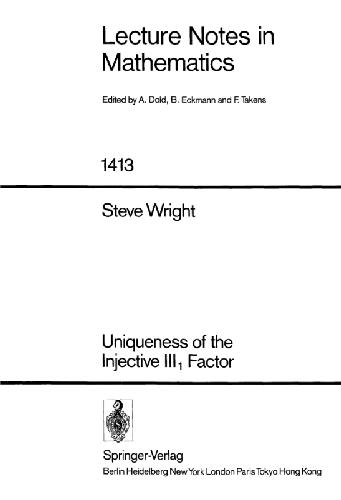 Lecture Notes in
Mathematics
Edited by A. Dold, B. Eckmann and F. Takens
1413
Steve Wright
Uniqueness of the
Injective III₁ Factor
Springer-Verlag
Berlin Heidelberg New York London Paris Tokyo Hong Kong